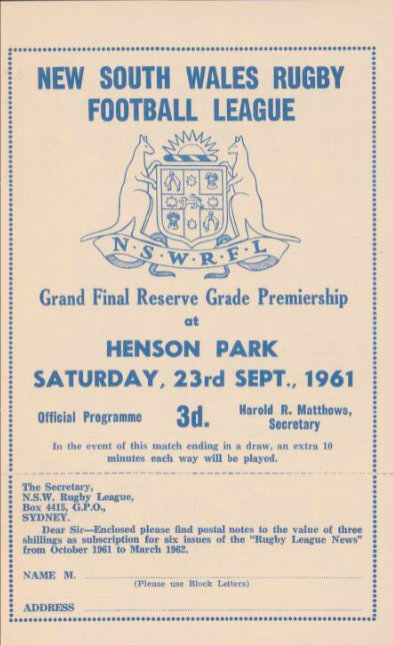 NEW SOUTH WALES RUGBY
FOOTBALL LEAGUE
N·S·W·R·F·L
Grand Final Reserve Grade Premiership
at
HENSON PARK
SATURDAY, 23rd SEPT., 1961
Official Programme 3d. Harold R. Matthews,
Secretary
In the event of this match ending in a draw, an extra 10
minutes each way will be played.
The Secretary,
N.S.W. Rugby League,
Box 4415, G.P.O.,
SYDNEY.
Dear Sir—Enclosed please find postal notes to the value of three
shillings as subscription for six issues of the "Rugby League News"
from October 1961 to March 1962.
NAME M.
(Please use Block Letters)
ADDRESS